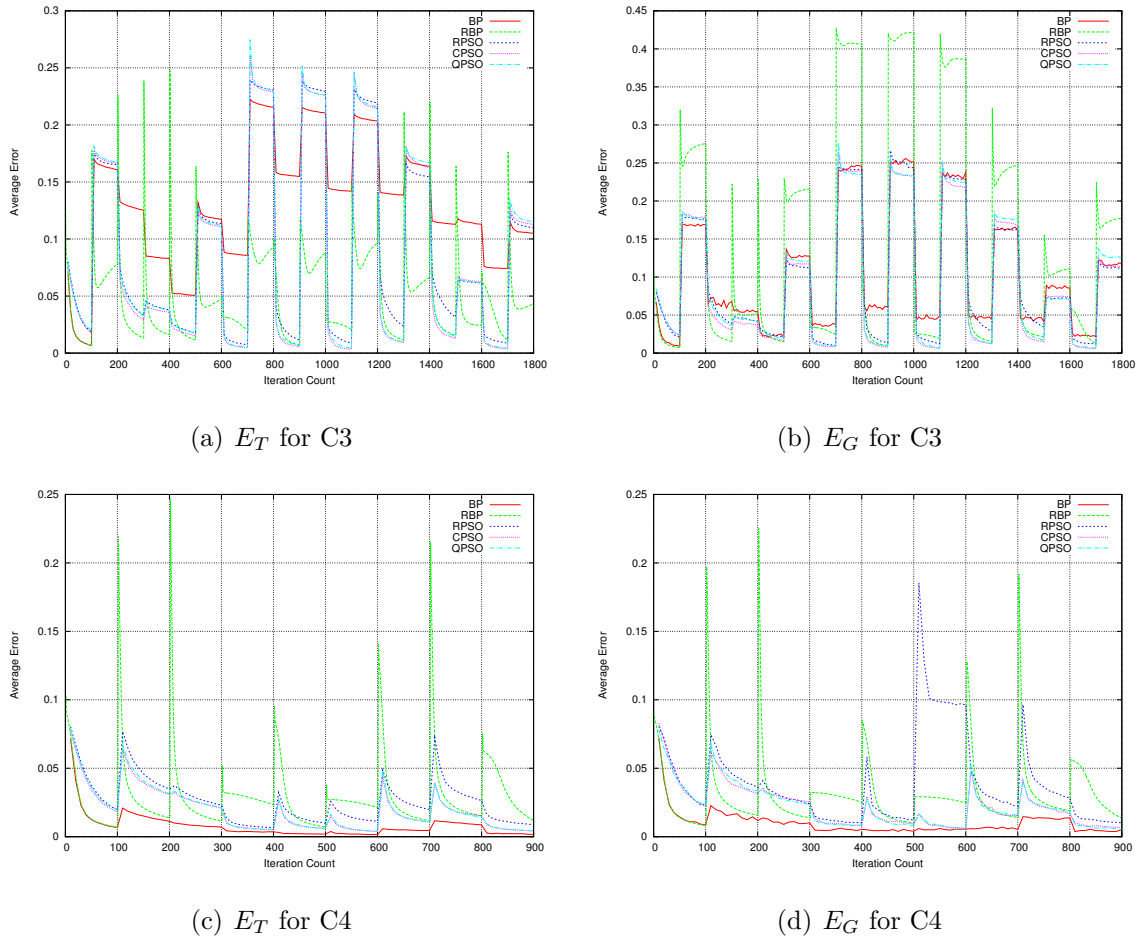 0.3
0.25
0.2
0.15
0.1
0.05
0
Average Error
0 200 400 600 800 1000 1200 1400 1600 1800
Iteration Count
BP
RBP
RPSO
CPSO
QPSO
(a) E_T for C3
0.45
0.4
0.35
0.3
0.25
0.2
0.15
0.1
0.05
0
Average Error
0 200 400 600 800 1000 1200 1400 1600 1800
Iteration Count
BP
RBP
RPSO
CPSO
QPSO
(b) E_G for C3
0.25
0.2
0.15
0.1
0.05
0
Average Error
0 100 200 300 400 500 600 700 800 900
Iteration Count
BP
RBP
RPSO
CPSO
QPSO
(c) E_T for C4
0.25
0.2
0.15
0.1
0.05
0
Average Error
0 100 200 300 400 500 600 700 800 900
Iteration Count
BP
RBP
RPSO
CPSO
QPSO
(d) E_G for C4